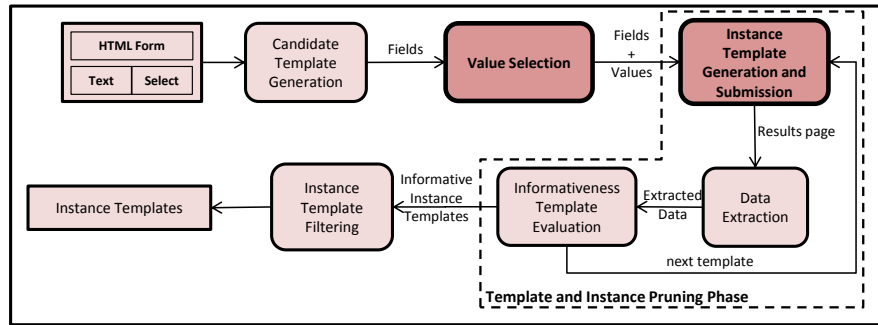 HTML Form
Text
Select
Candidate
Template
Generation
Fields
Value Selection
Fields
+
Values
Instance
Template
Generation and
Submission
Results page
Instance Templates
Instance
Template
Filtering
Informative
Instance
Templates
Informativeness
Template
Evaluation
Extracted
Data
Data
Extraction
next template
Template and Instance Pruning Phase